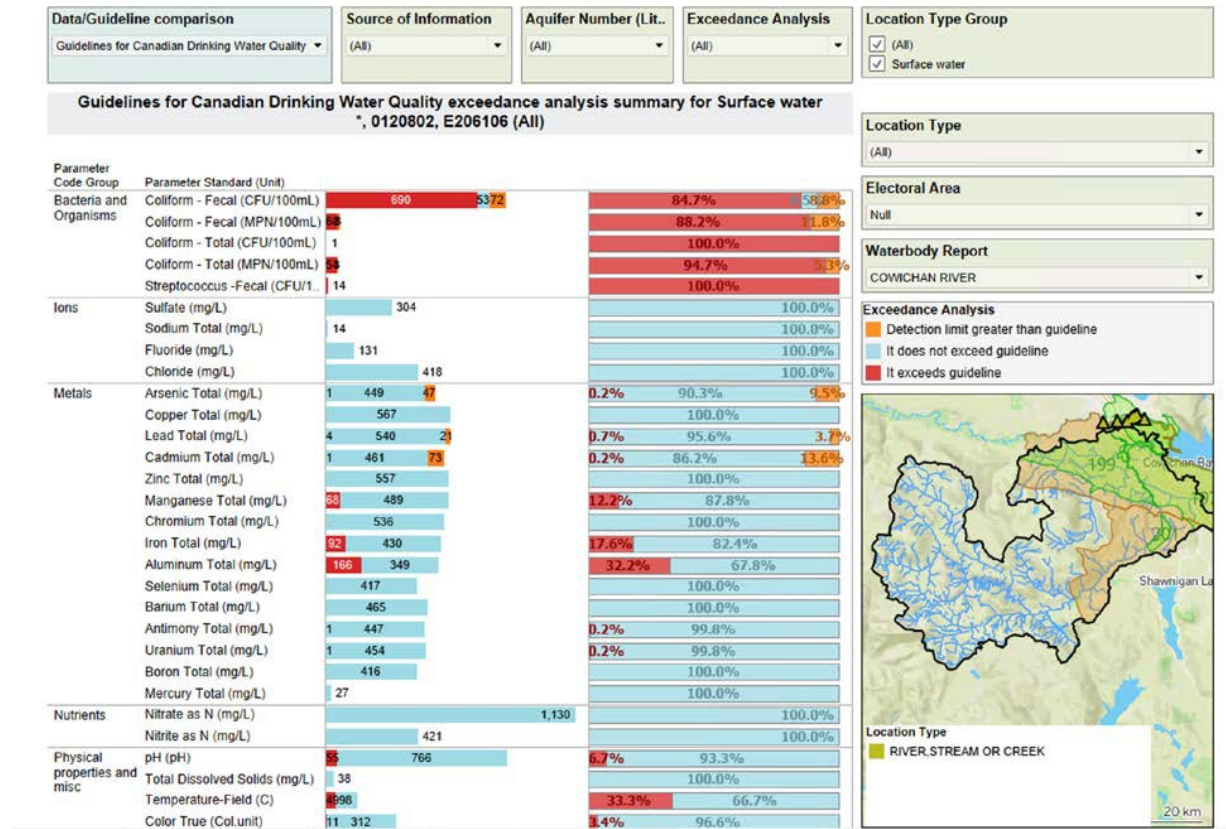 Data/Guideline comparison
Guidelines for Canadian Drinking Water Quality
Source of Information
(All)
Aquifer Number (Lit..
(All)
Exceedance Analysis
(All)
Location Type Group
(All)
Surface water
Guidelines for Canadian Drinking Water Quality exceedance analysis summary for Surface water
*, 0120802, E206106 (All)
Location Type
(All)
Electoral Area
Null
Waterbody Report
COWICHAN RIVER
Exceedance Analysis
Detection limit greater than guideline
It does not exceed guideline
It exceeds guideline
Parameter
Code Group Parameter Standard (Unit)
Bacteria and
Organisms
Coliform - Fecal (CFU/100mL) 690 53 72 84.7% 8.8%
Coliform - Fecal (MPN/100mL) 88.2% 11.8%
Coliform - Total (CFU/100mL) 1 100.0%
Coliform - Total (MPN/100mL) 94.7% 5.3%
Streptococcus -Fecal (CFU/1.. 14 100.0%
Ions
Sulfate (mg/L) 304 100.0%
Sodium Total (mg/L) 14 100.0%
Fluoride (mg/L) 131 100.0%
Chloride (mg/L) 418 100.0%
Metals
Arsenic Total (mg/L) 1 449 47 0.2% 90.3% 9.5%
Copper Total (mg/L) 567 100.0%
Lead Total (mg/L) 4 540 21 0.7% 95.6% 3.7%
Cadmium Total (mg/L) 1 461 73 0.2% 86.2% 13.6%
Zinc Total (mg/L) 557 100.0%
Manganese Total (mg/L) 68 489 12.2% 87.8%
Chromium Total (mg/L) 536 100.0%
Iron Total (mg/L) 92 430 17.6% 82.4%
Aluminum Total (mg/L) 166 349 32.2% 67.8%
Selenium Total (mg/L) 417 100.0%
Barium Total (mg/L) 465 100.0%
Antimony Total (mg/L) 1 447 0.2% 99.8%
Uranium Total (mg/L) 1 454 0.2% 99.8%
Boron Total (mg/L) 416 100.0%
Mercury Total (mg/L) 27 100.0%
Nutrients
Nitrate as N (mg/L) 1,130 100.0%
Nitrite as N (mg/L) 421 100.0%
Physical
properties and
misc
pH (pH) 55 766 6.7% 93.3%
Total Dissolved Solids (mg/L) 38 100.0%
Temperature-Field (C) 49 98 33.3% 66.7%
Color True (Col.unit) 11 312 3.4% 96.6%
199
Cowichan Bay
Shawnigan La
Location Type
RIVER,STREAM OR CREEK
20 km